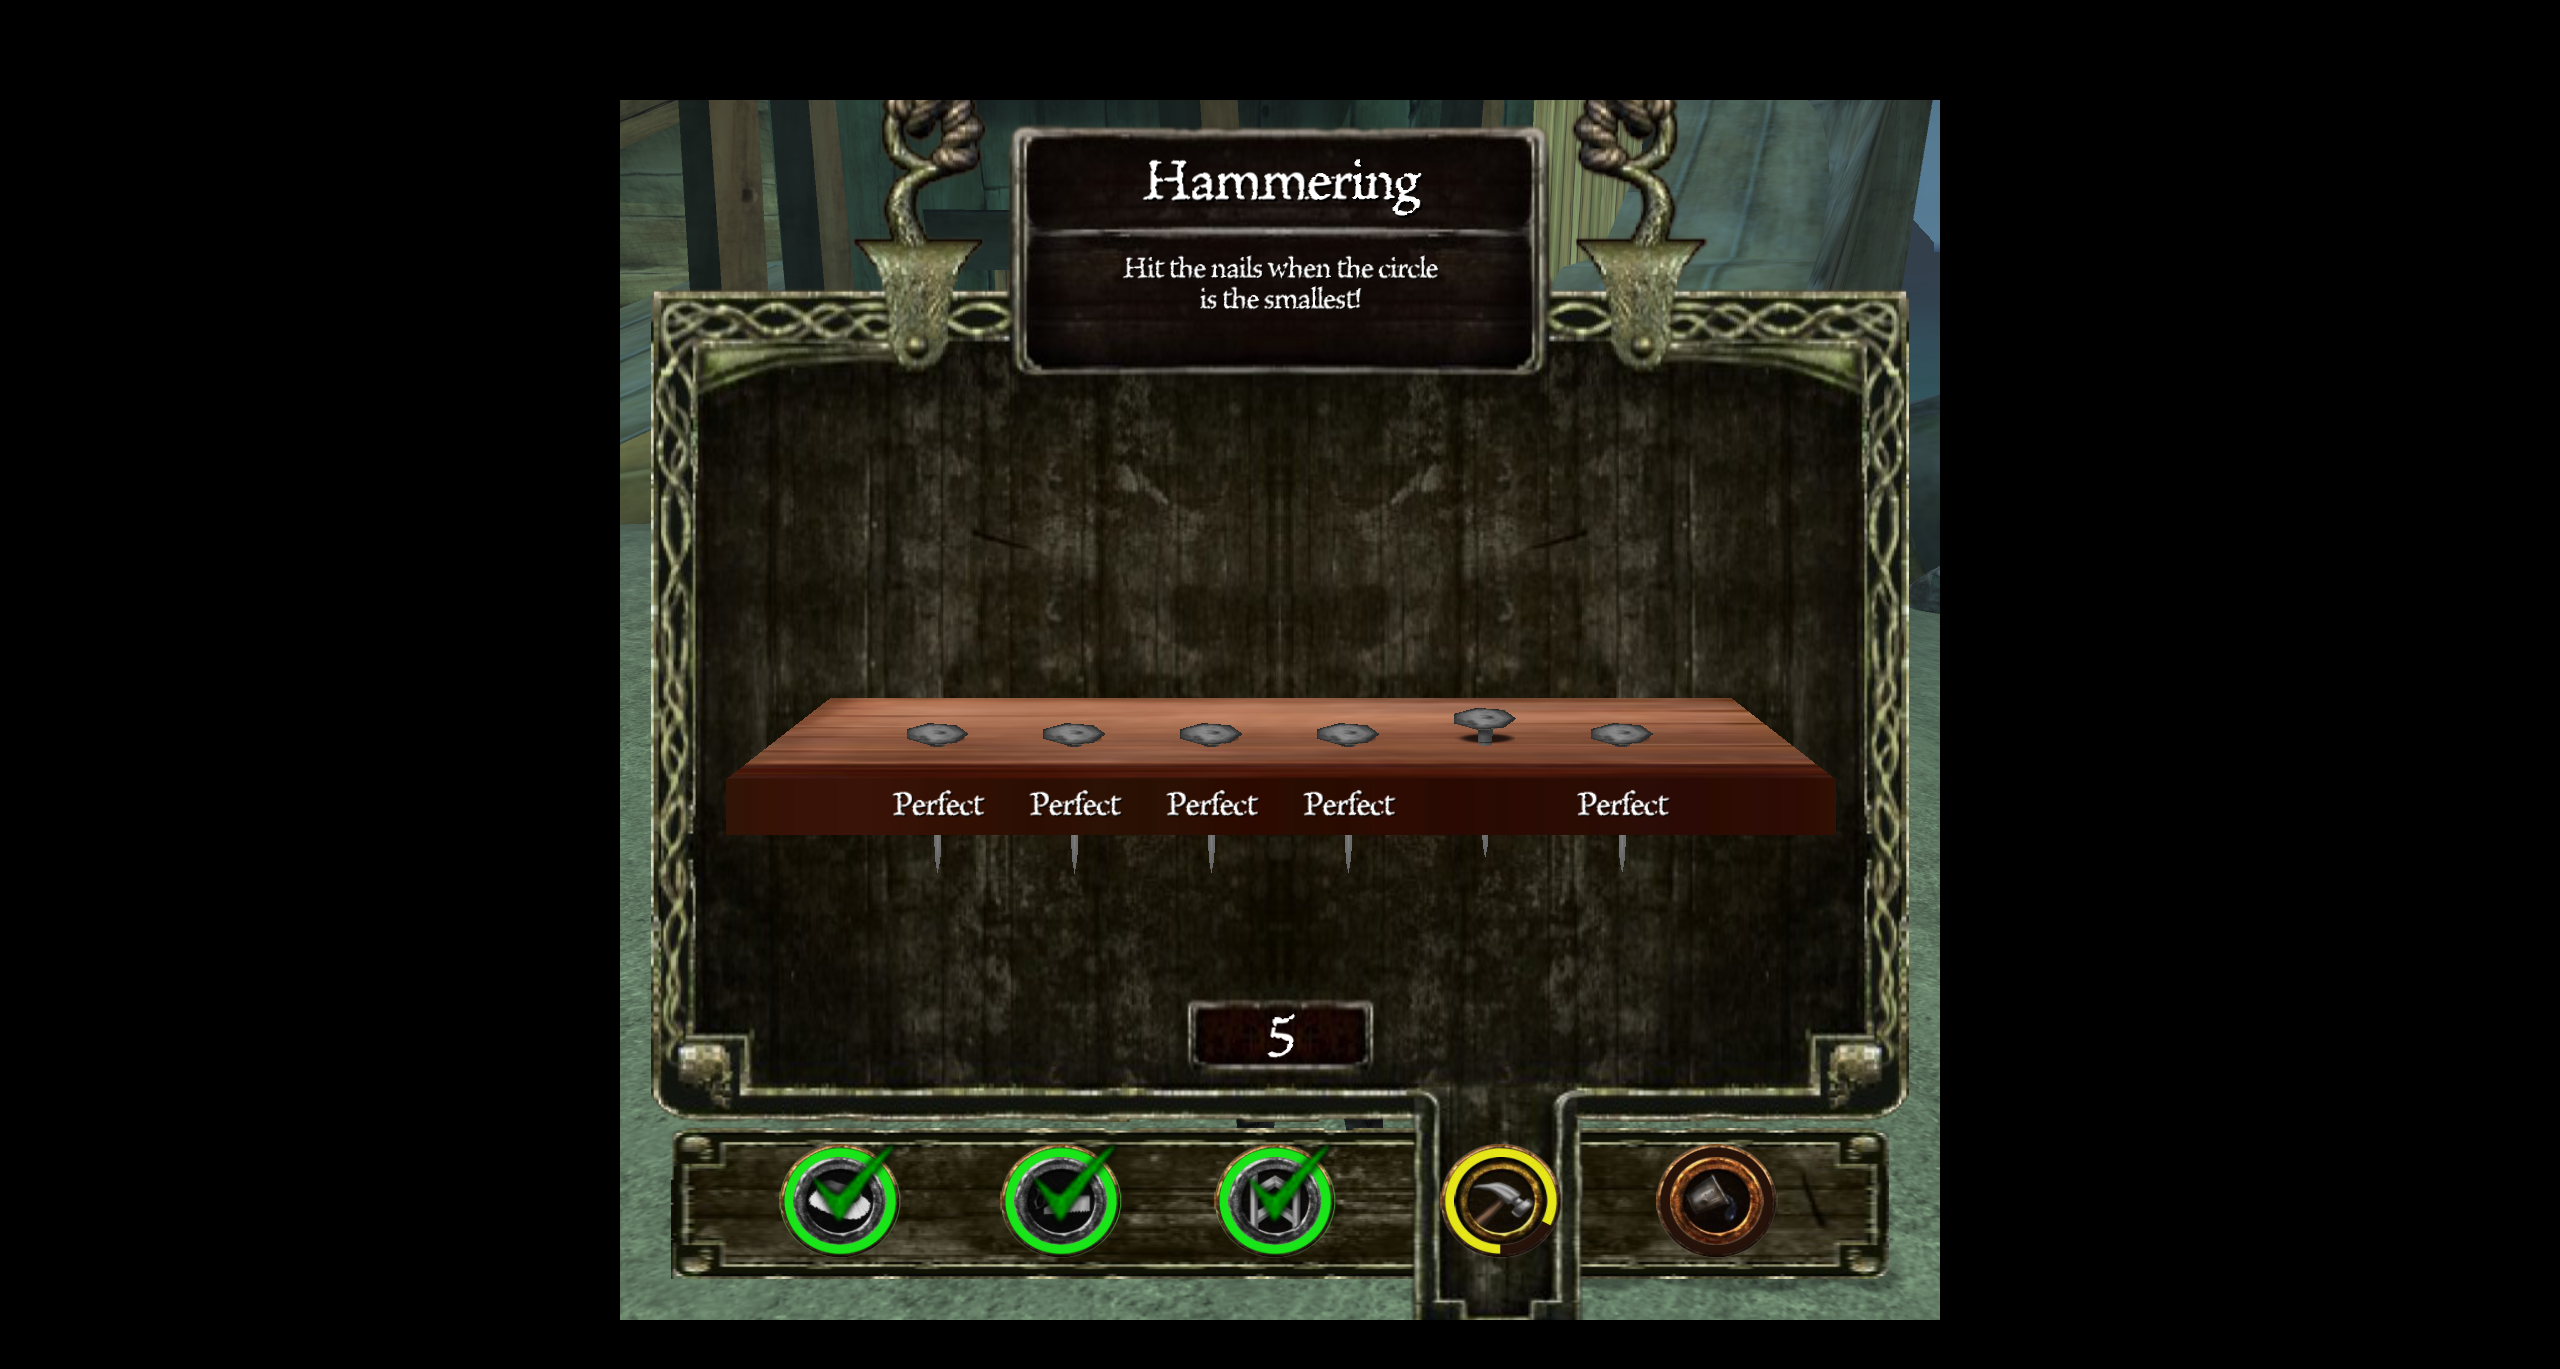 Hammering
Hit the nails when the circle
is the smallest!
Perfect Perfect Perfect Perfect Perfect
5